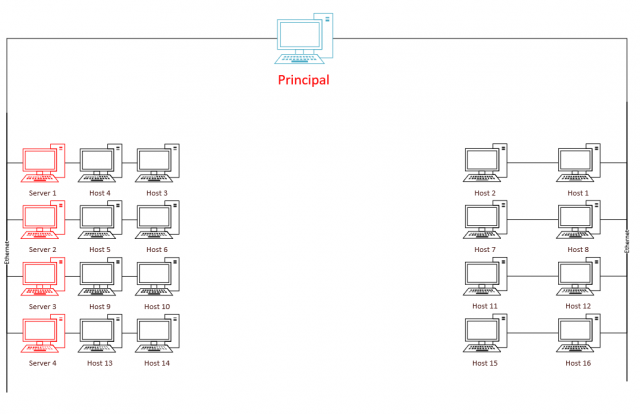 Principal
Server 1 Host 4 Host 3 Host 2 Host 1
Server 2 Host 5 Host 6 Host 7 Host 8
Ethernet
Ethernet
Server 3 Host 9 Host 10 Host 11 Host 12
Server 4 Host 13 Host 14 Host 15 Host 16